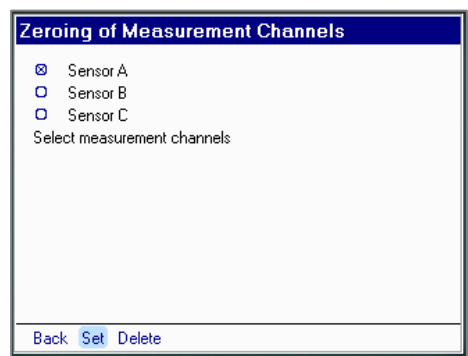 Zeroing of Measurement Channels
Sensor A
Sensor B
Sensor C
Select measurement channels
Back Set Delete